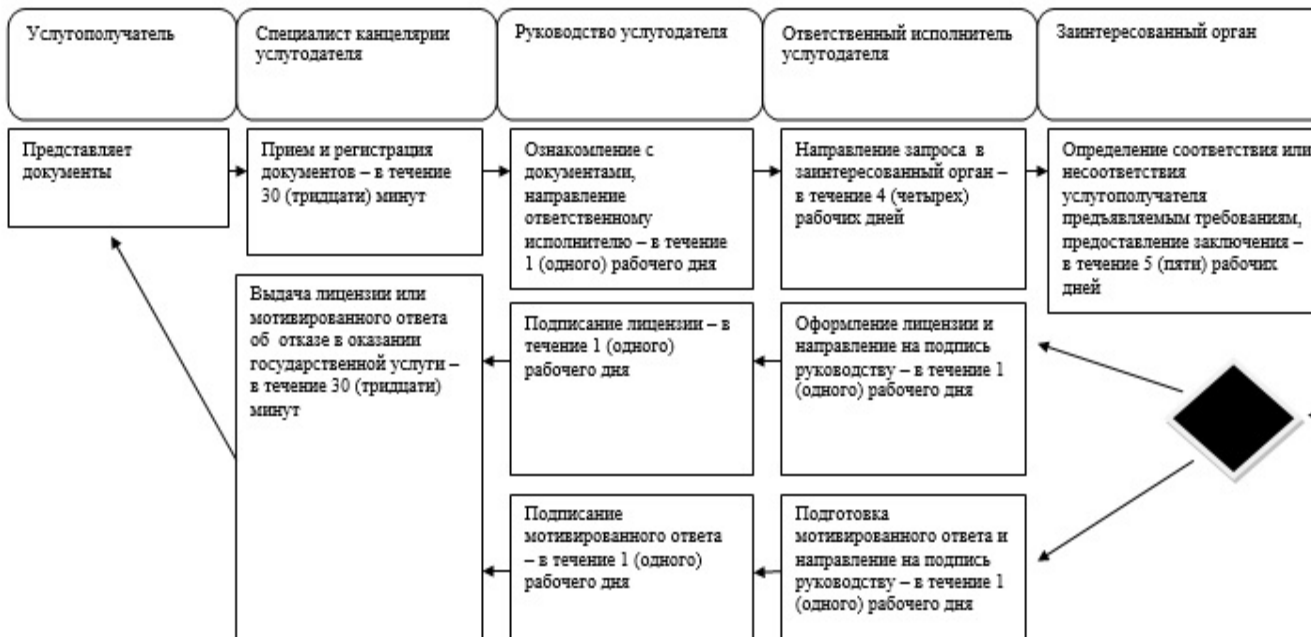 Услугополучатель
Специалист канцелярии
услугодателя
Руководство услугодателя
Ответственный исполнитель
услугодателя
Заинтересованный орган
Представляет
документы
Прием и регистрация
документов – в течение
30 (тридцати) минут
Ознакомление с
документами,
направление
ответственному
исполнителю – в течение
1 (одного) рабочего дня
Направление запроса в
заинтересованный орган –
в течение 4 (четырех)
рабочих дней
Определение соответствия или
несоответствия
услугополучателя
предъявляемым требованиям,
предоставление заключения –
в течение 5 (пяти) рабочих
дней
Выдача лицензии или
мотивированного ответа
об отказе в оказании
государственной услуги –
в течение 30 (тридцати)
минут
Подписание лицензии – в
течение 1 (одного)
рабочего дня
Оформление лицензии и
направление на подпись
руководству – в течение 1
(одного) рабочего дня
Подписание
мотивированного ответа
– в течение 1 (одного)
рабочего дня
Подготовка
мотивированного ответа и
направление на подпись
руководству – в течение 1
(одного) рабочего дня